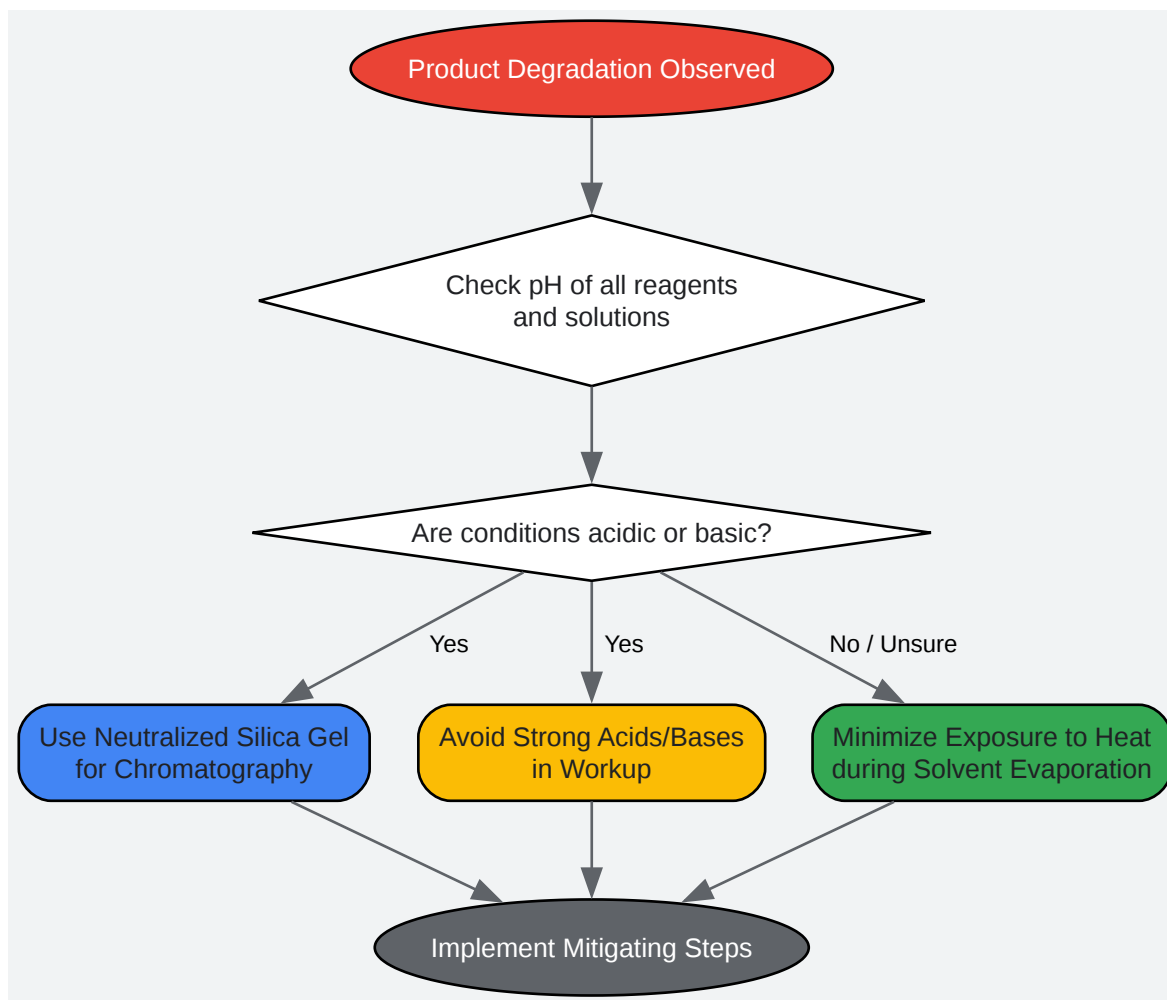 Product Degradation Observed
Check pH of all reagents
and solutions
Are conditions acidic or basic?
Yes
Yes
No / Unsure
Use Neutralized Silica Gel
for Chromatography
Avoid Strong Acids/Bases
in Workup
Minimize Exposure to Heat
during Solvent Evaporation
Implement Mitigating Steps